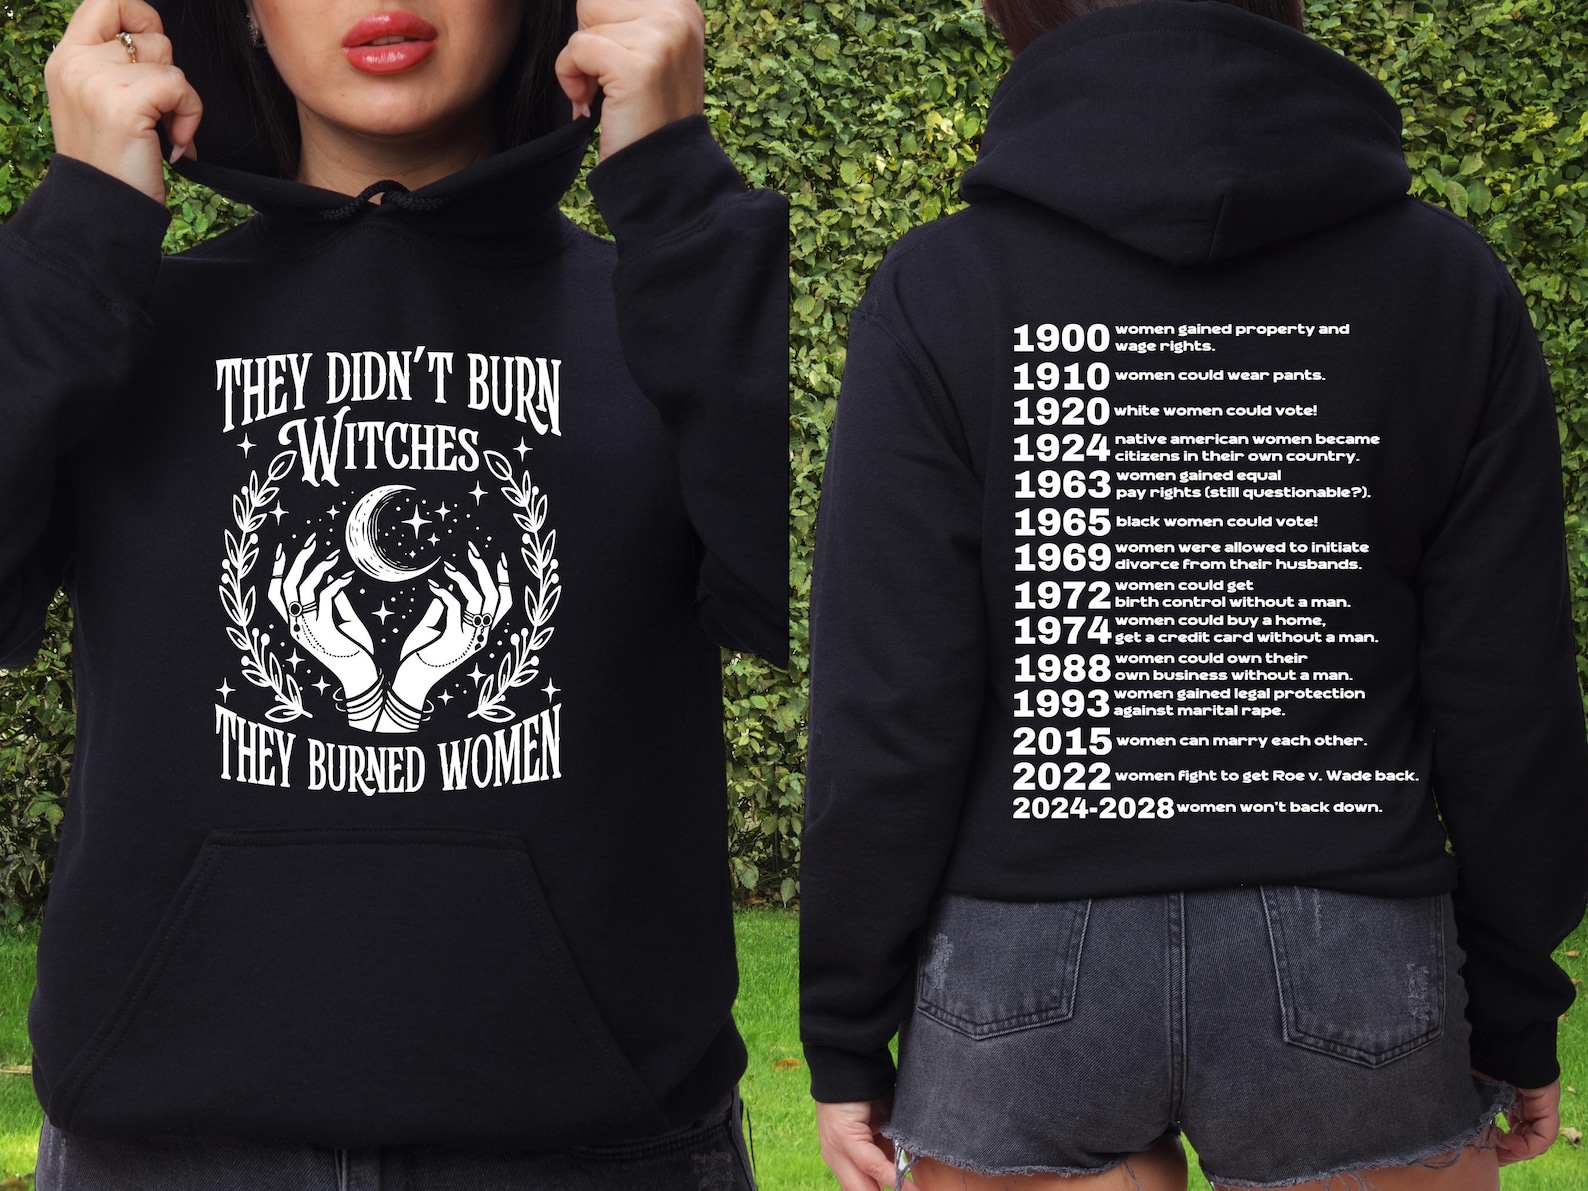 THEY DIDN'T BURN
WITCHES
THEY BURNED WOMEN
1900 women gained property and
wage rights.
1910 women could wear pants.
1920 white women could vote!
1924 native american women became
citizens in their own country.
1963 women gained equal
pay rights (still questionable?).
1965 black women could vote!
1969 women were allowed to initiate
divorce from their husbands.
1972 women could get
birth control without a man.
1974 women could buy a home,
get a credit card without a man.
1988 women could own their
own business without a man.
1993 women gained legal protection
against marital rape.
2015 women can marry each other.
2022 women fight to get Roe v. Wade back.
2024-2028 women won't back down.